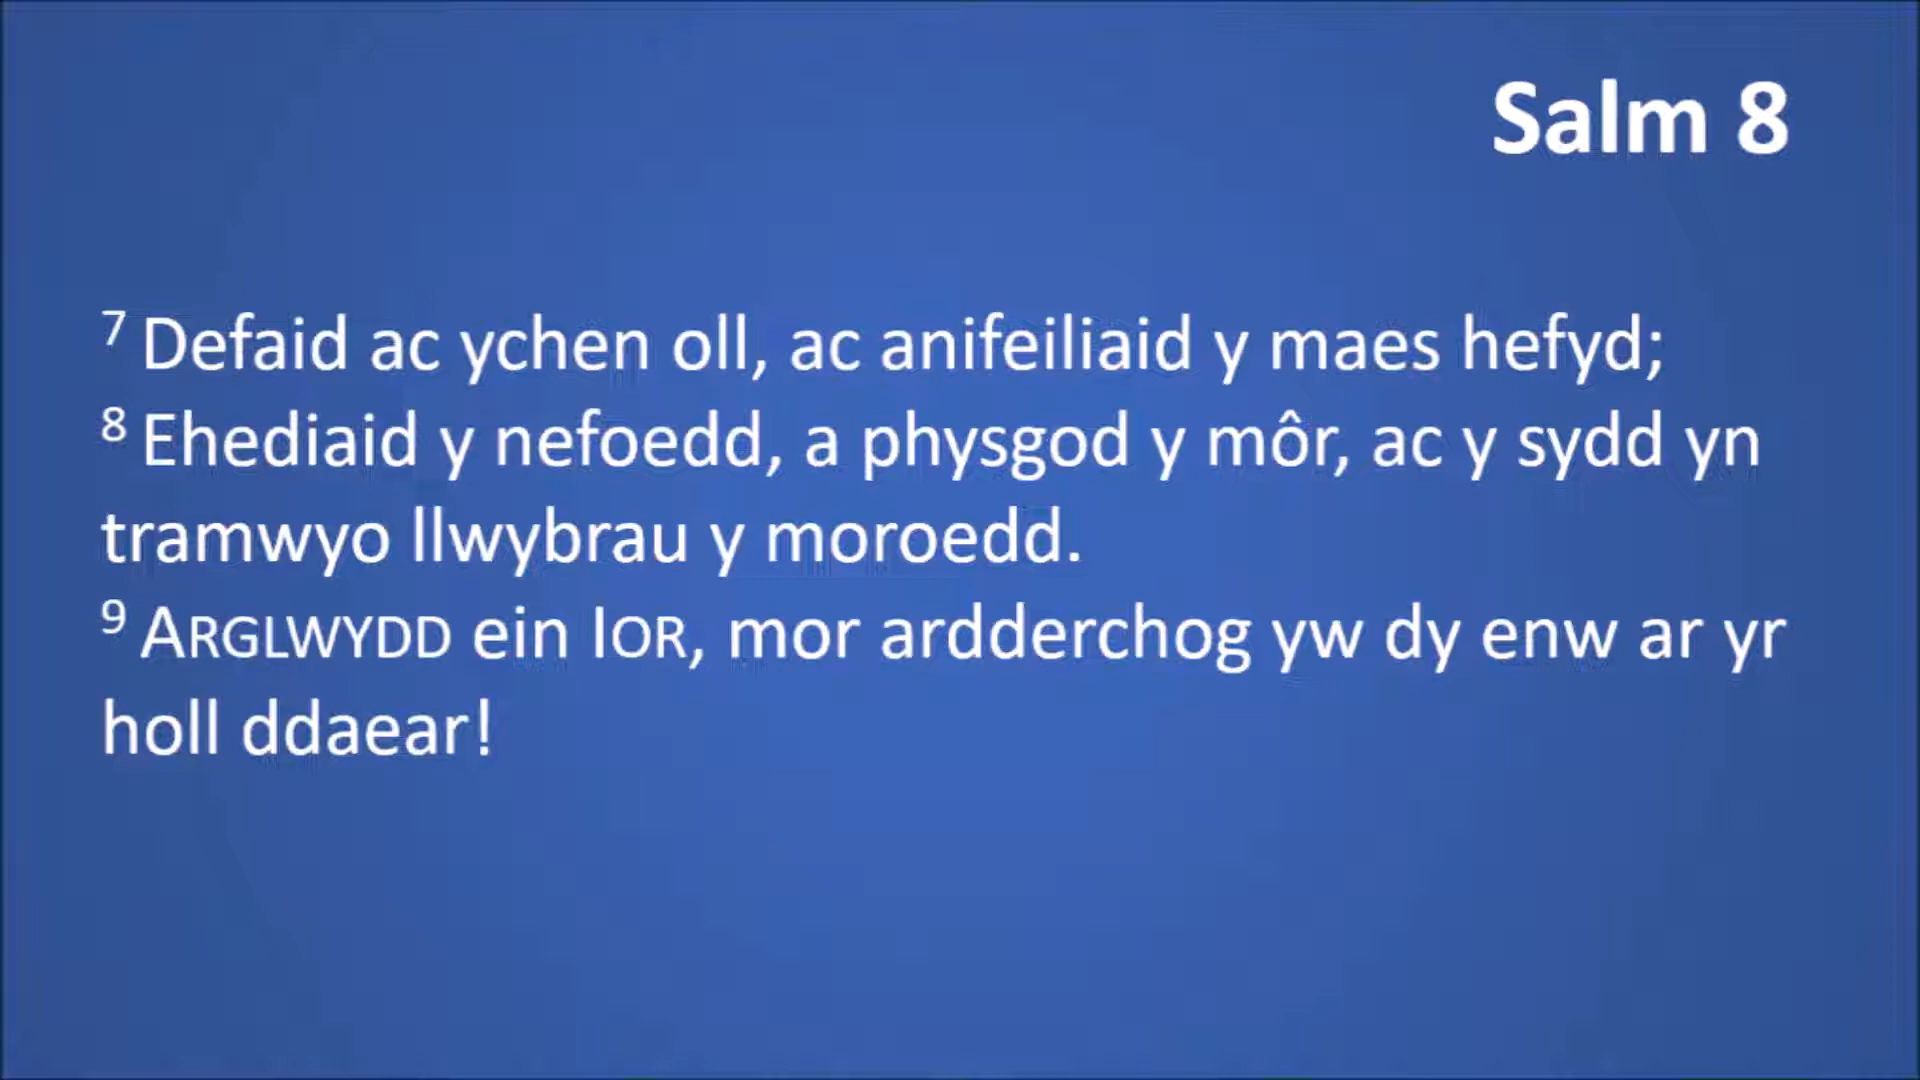 Salm 8
7 Defaid ac ychen oll, ac anifeiliaid y maes hefyd;
8 Ehediaid y nefoedd, a physgod y môr, ac y sydd yn
tramwyo llwybrau y moroedd.
9 ARGLWYDD ein IOR, mor ardderchog yw dy enw ar yr
holl ddaear!